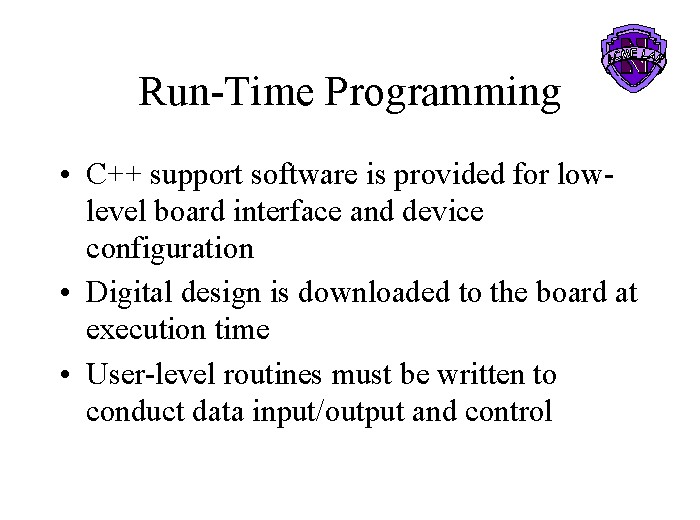 ACME LAB
N
Run-Time Programming
• C++ support software is provided for low-
level board interface and device
configuration
• Digital design is downloaded to the board at
execution time
• User-level routines must be written to
conduct data input/output and control